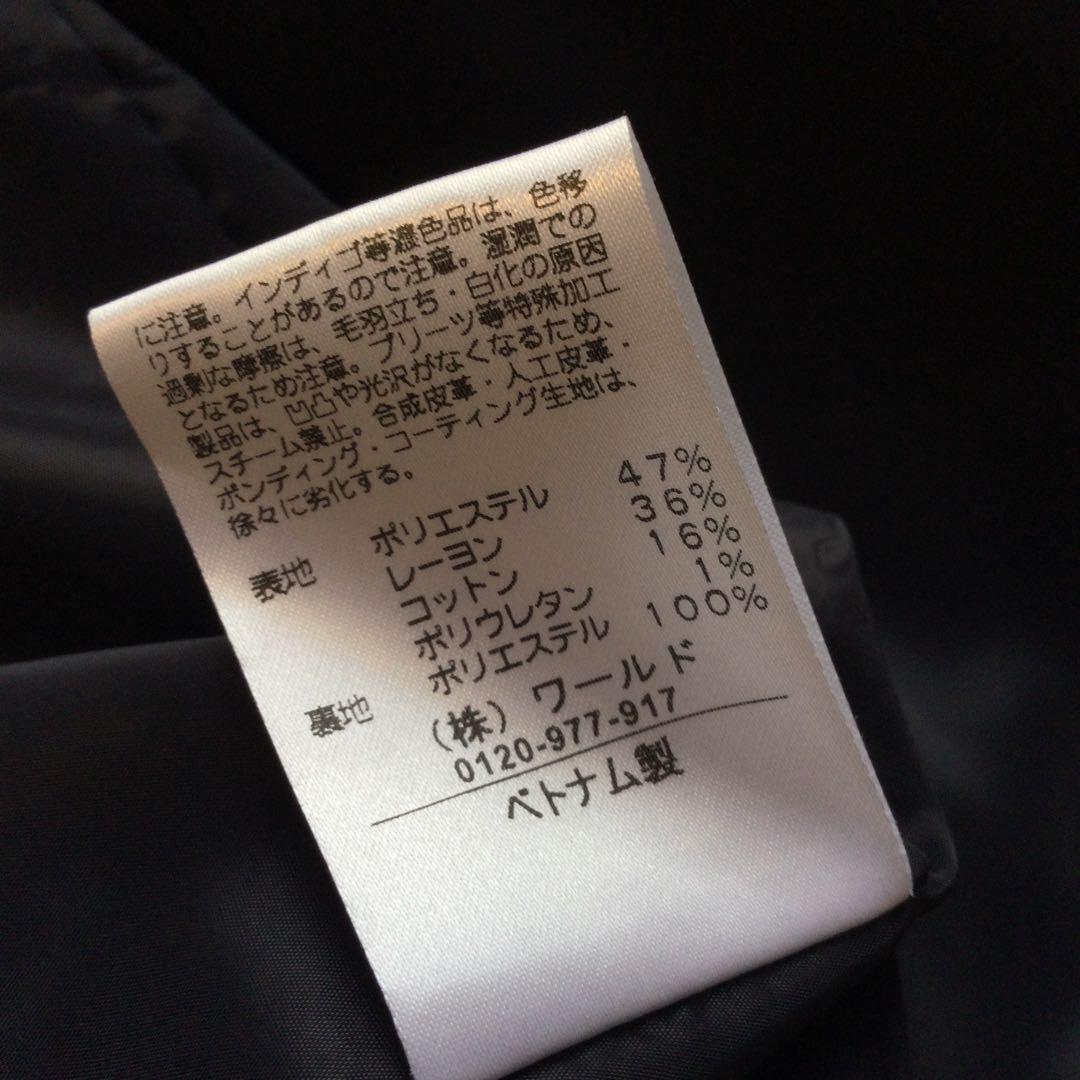 に注意。インディゴ等濃色品は、色移
りすることがあるので注意。湿潤での
過剰な摩擦は、毛羽立ち・白化の原因
となるため注意。プリーツ等特殊加工
製品は、凹凸や光沢がなくなるため、
スチーム禁止。合成皮革・人工皮革・
ボンディング・コーティング生地は、
徐々に劣化する。
表地 ポリエステル 47%
レーヨン 36%
コットン 16%
ポリウレタン 1%
裏地 ポリエステル 100%
(株)ワールド
0120-977-917
ベトナム製